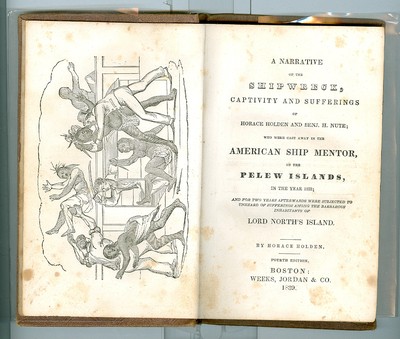 A NARRATIVE
OF THE
SHIPWRECK,
CAPTIVITY AND SUFFERINGS
OF
HORACE HOLDEN AND BENJ. H. NUTE;
WHO WERE CAST AWAY IN THE
AMERICAN SHIP MENTOR,
ON THE
PELEW ISLANDS,
IN THE YEAR 1832;
AND FOR TWO YEARS AFTERWARDS WERE SUBJECTED TO
UNHEARD OF SUFFERINGS AMONG THE BARBAROUS
INHABITANTS OF
LORD NORTH'S ISLAND.
BY HORACE HOLDEN.
FOURTH EDITION,
BOSTON:
WEEKS, JORDAN & CO.
1839.